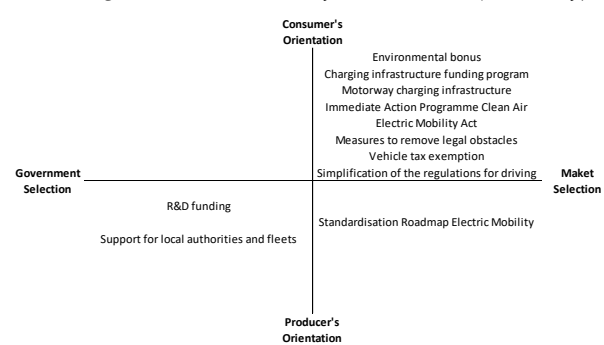 Consumer's
Orientation
Environmental bonus
Charging infrastructure funding program
Motorway charging infrastructure
Immediate Action Programme Clean Air
Electric Mobility Act
Measures to remove legal obstacles
Vehicle tax exemption
Simplification of the regulations for driving
Government
Selection
Maket
Selection
R&D funding
Standardisation Roadmap Electric Mobility
Support for local authorities and fleets
Producer's
Orientation